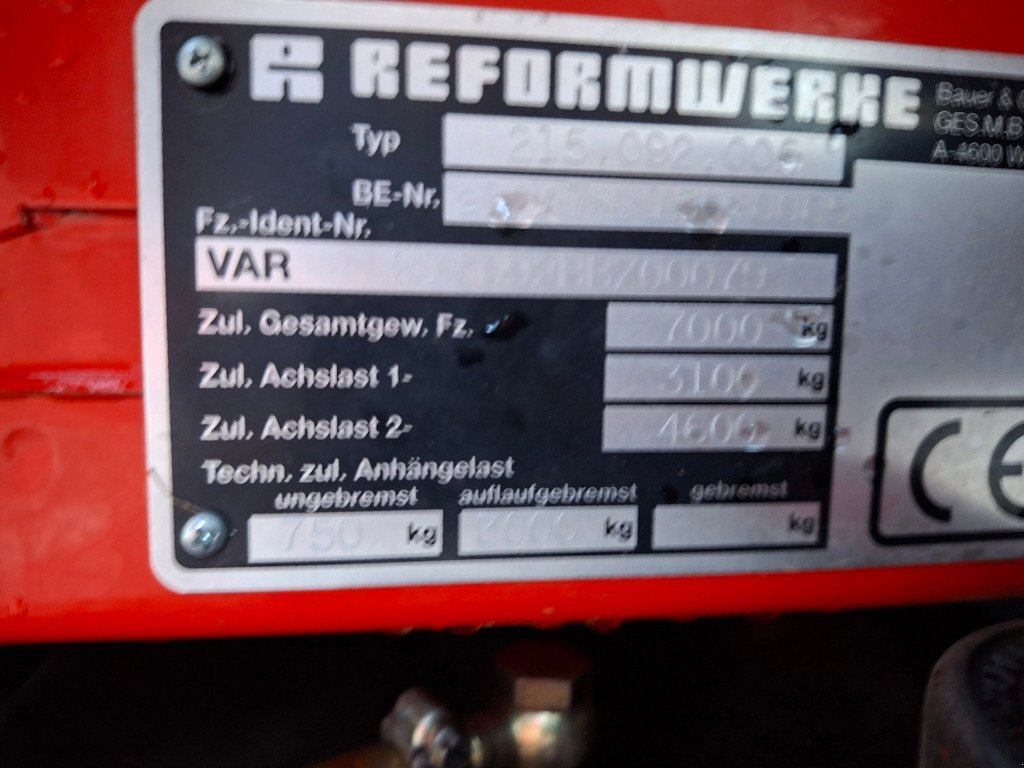 REFORMWERKE
Bauer &
GES.M.B
A-4600 W
Typ 215.092.005
BE-Nr.
Fz.-Ident-Nr.
VAR
Zul. Gesamtgew. Fz. 7000 kg
Zul. Achslast 1- 3100 kg
Zul. Achslast 2- 4600 kg
Techn. zul. Anhängelast
ungebremst auflaufgebremst gebremst
750 kg 3000 kg kg
CE